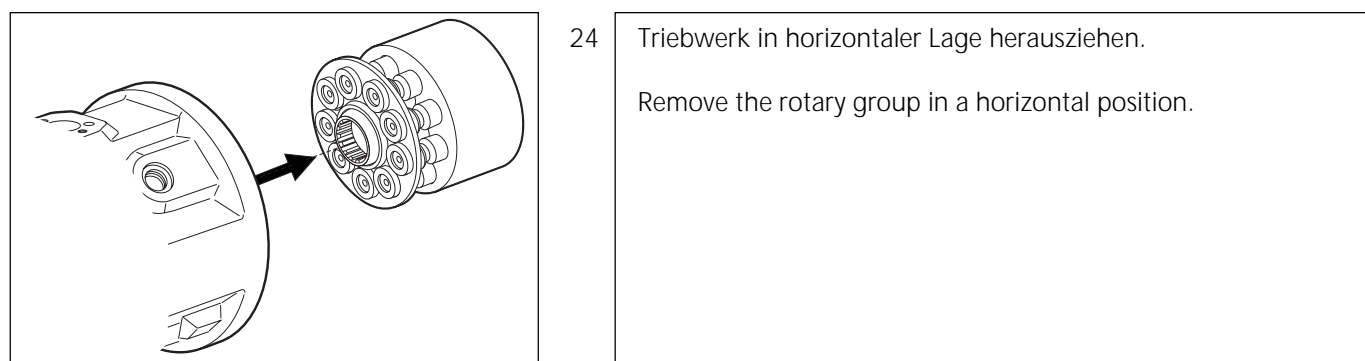 24
Triebwerk in horizontaler Lage herausziehen.
Remove the rotary group in a horizontal position.